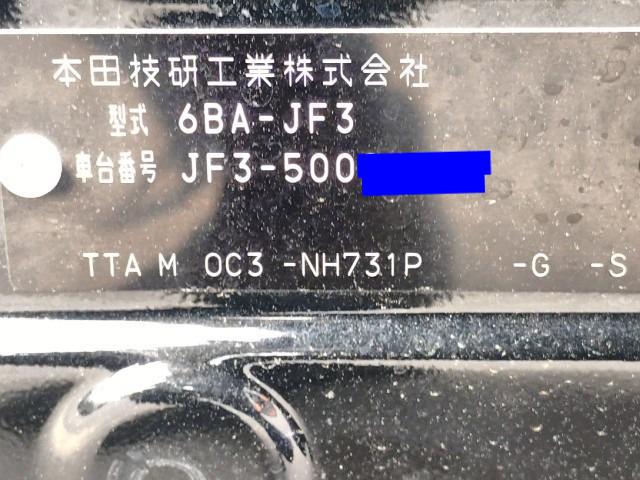 本田技研工業株式会社
型式 6BA-JF3
車台番号 JF3-500
TTA M OC3 -NH731P -G -S